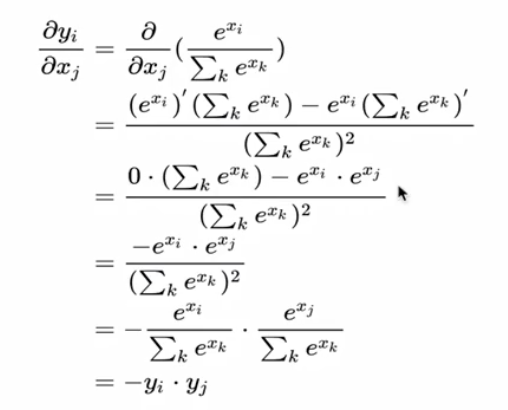 ∂y_i/∂x_j = ∂/∂x_j (e^{x_i} / ∑_k e^{x_k})
= ((e^{x_i})′(∑_k e^{x_k}) − e^{x_i}(∑_k e^{x_k})′) / (∑_k e^{x_k})²
= (0 · (∑_k e^{x_k}) − e^{x_i} · e^{x_j}) / (∑_k e^{x_k})²
= (−e^{x_i} · e^{x_j}) / (∑_k e^{x_k})²
= −(e^{x_i} / ∑_k e^{x_k}) · (e^{x_j} / ∑_k e^{x_k})
= −y_i · y_j